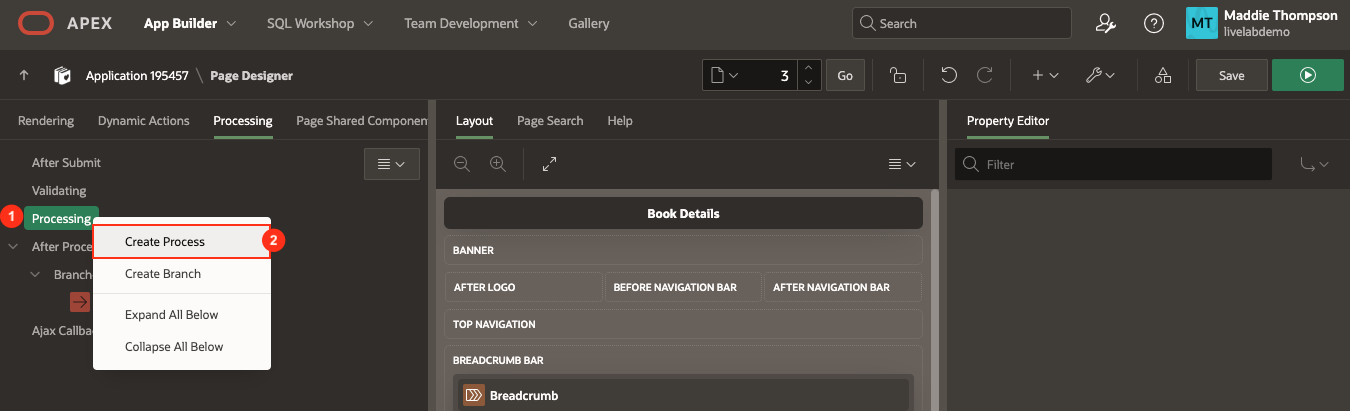 APEX App Builder SQL Workshop Team Development Gallery Search MT Maddie Thompson
livelabdemo
Application 195457 \ Page Designer 3 Go Save
Rendering Dynamic Actions Processing Page Shared Componen Layout Page Search Help Property Editor
After Submit
Filter
Validating
1 Processing
Book Details
Create Process 2
After Proce
BANNER
Create Branch
Branch
AFTER LOGO BEFORE NAVIGATION BAR AFTER NAVIGATION BAR
Expand All Below
TOP NAVIGATION
Ajax Callba
Collapse All Below
BREADCRUMB BAR
Breadcrumb